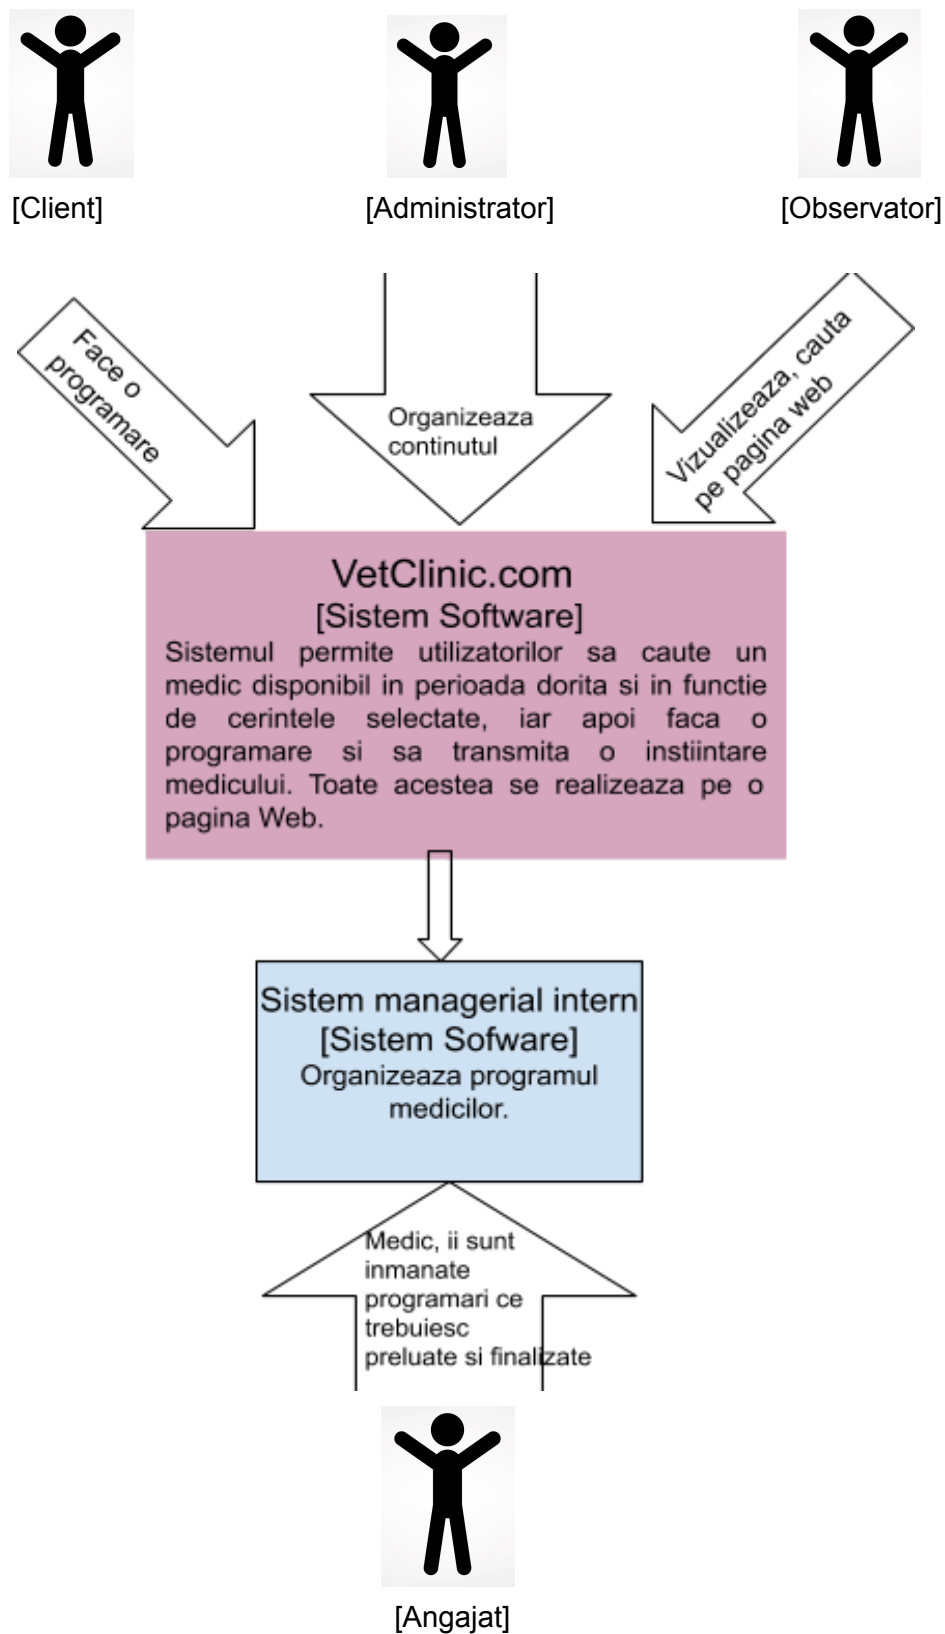 [Client]
[Administrator]
[Observator]
Face o
programare
Organizeaza
continutul
Vizualizeaza, cauta
pe pagina web
VetClinic.com
[Sistem Software]
Sistemul permite utilizatorilor sa caute un
medic disponibil in perioada dorita si in functie
de cerintele selectate, iar apoi faca o
programare si sa transmita o instiintare
medicului. Toate acestea se realizeaza pe o
pagina Web.
Sistem managerial intern
[Sistem Sofware]
Organizeaza programul
medicilor.
Medic, ii sunt
inmanate
programari ce
trebuiesc
preluate si finalizate
[Angajat]